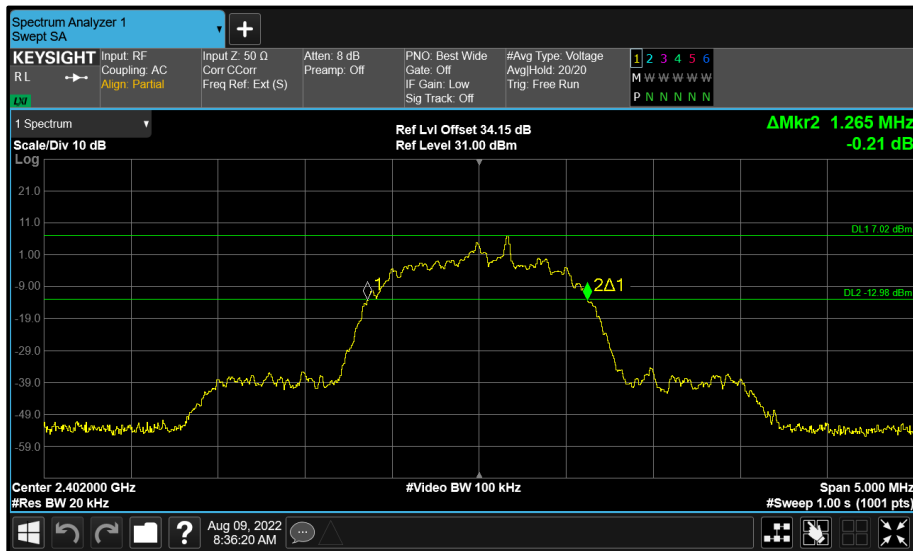 Spectrum Analyzer 1
Swept SA
KEYSIGHT
R L
LXI
Input: RF
Coupling: AC
Align: Partial
Input Z: 50 Ω
Corr CCorr
Freq Ref: Ext (S)
Atten: 8 dB
Preamp: Off
PNO: Best Wide
Gate: Off
IF Gain: Low
Sig Track: Off
#Avg Type: Voltage
Avg|Hold: 20/20
Trig: Free Run
1 2 3 4 5 6
M W W W W W
P N N N N N
1 Spectrum
Scale/Div 10 dB
Log
Ref Lvl Offset 34.15 dB
Ref Level 31.00 dBm
ΔMkr2 1.265 MHz
-0.21 dB
21.0
11.0
DL1 7.02 dBm
1.00
-9.00
1
2Δ1
DL2 -12.98 dBm
-19.0
-29.0
-39.0
-49.0
-59.0
Center 2.402000 GHz
#Video BW 100 kHz
Span 5.000 MHz
#Res BW 20 kHz
#Sweep 1.00 s (1001 pts)
?
Aug 09, 2022
8:36:20 AM